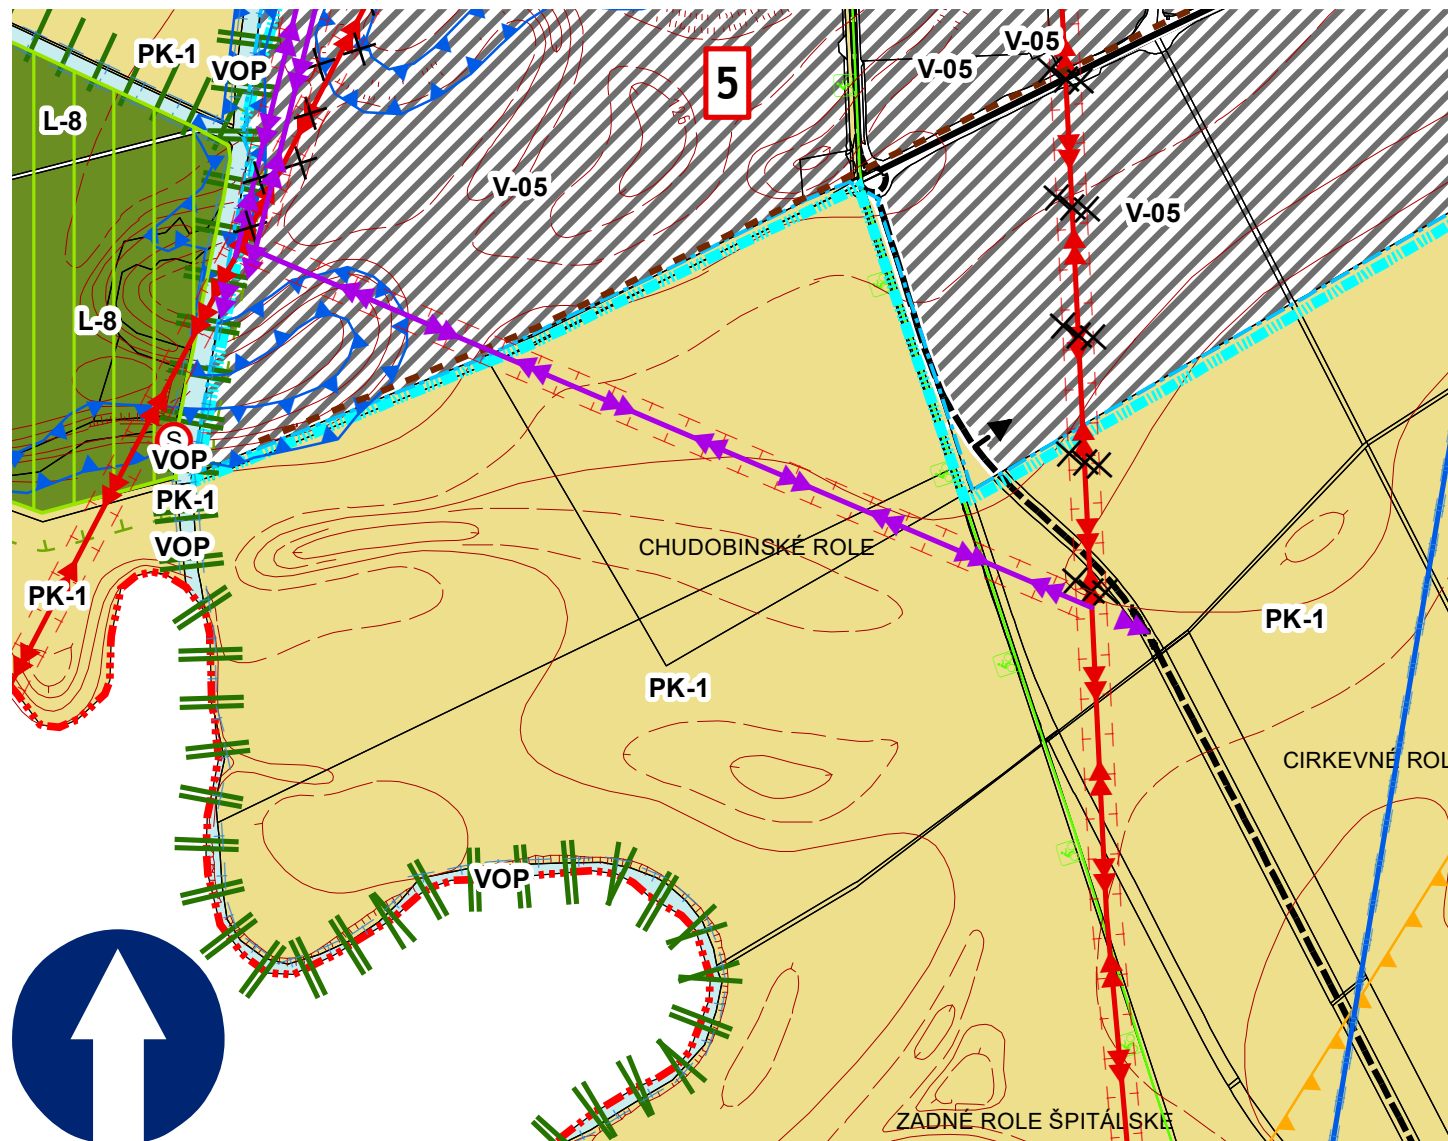 V-05
PK-1
V-05
VOP
5
L-8
V-05
V-05
L-8
S
VOP
PK-1
VOP
CHUDOBINSKÉ ROLE
PK-1
PK-1
PK-1
CIRKEVNÉ ROL
VOP
ZADNÉ ROLE ŠPITÁLSKE